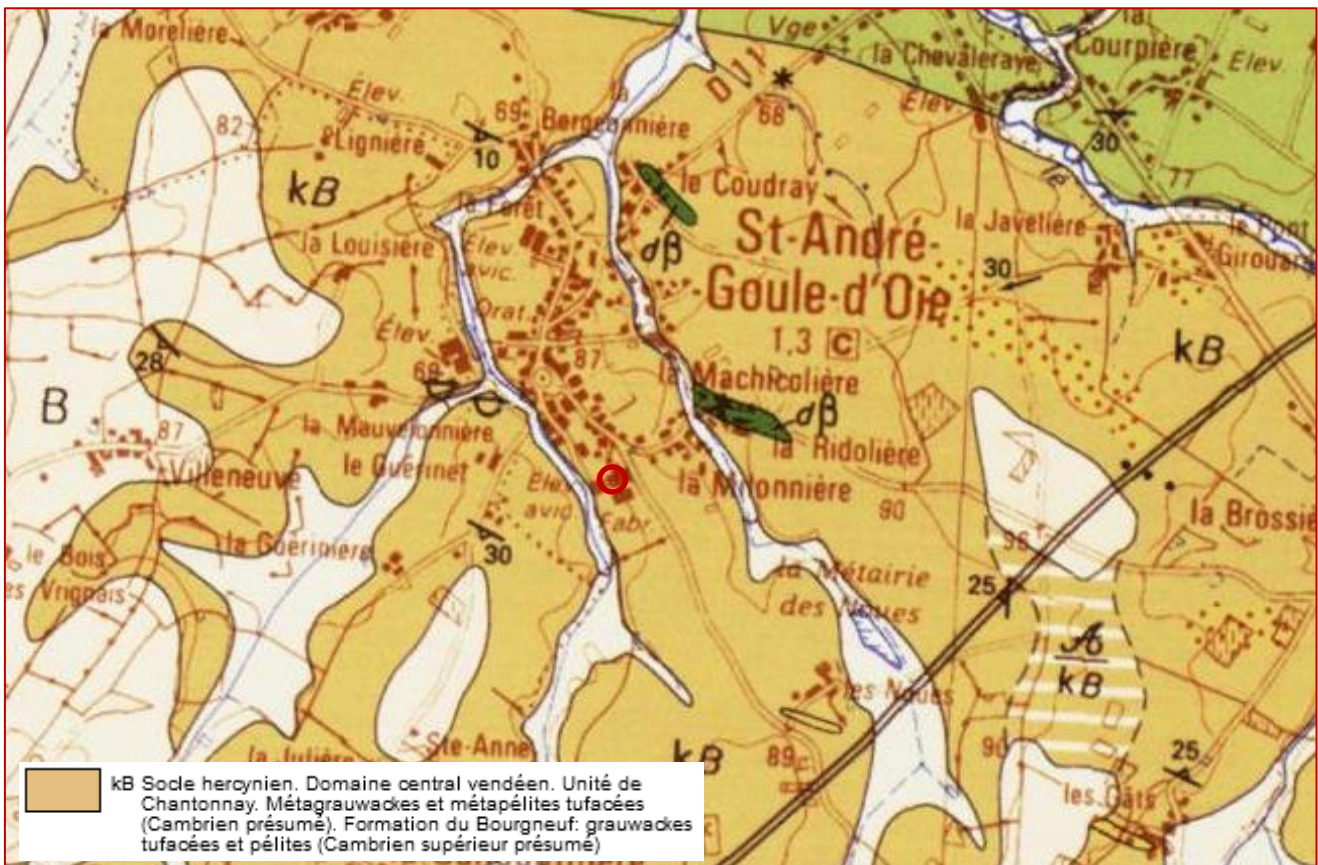 la Morelière
Vge
la Chevaleraye
la
Courpière
Élev.
82
Élev.
69
la
Bergeonnière
D 11
68
Élev.
30
Lignière
10
le Coudray
77
kB
la Forêt
la Javelière
le Pont
Girouard
la Louisière
Élev.
avic.
dβ
St-André-
Goule-d'Oie
30
Orat.
1,3 C
kB
Élev.
87
28
68
la Machicolière
dβ
B
la Mauvelonnière
la Ridolière
87
Villeneuve
le Guérinet
la Milonnière
Élev.
avic.
Fabr.
90
la Brossiè
le Bois
es Vrignais
la Guérinière
30
96
la Métairie
des Noues
25
kB
les Noues
la Julière
Ste-Anne
kB
89
90
25
les Gâts
kB Socle hercynien. Domaine central vendéen. Unité de
Chantonnay. Métagrauwackes et métapélites tufacées
(Cambrien présumé). Formation du Bourgneuf: grauwackes
tufacées et pélites (Cambrien supérieur présumé)